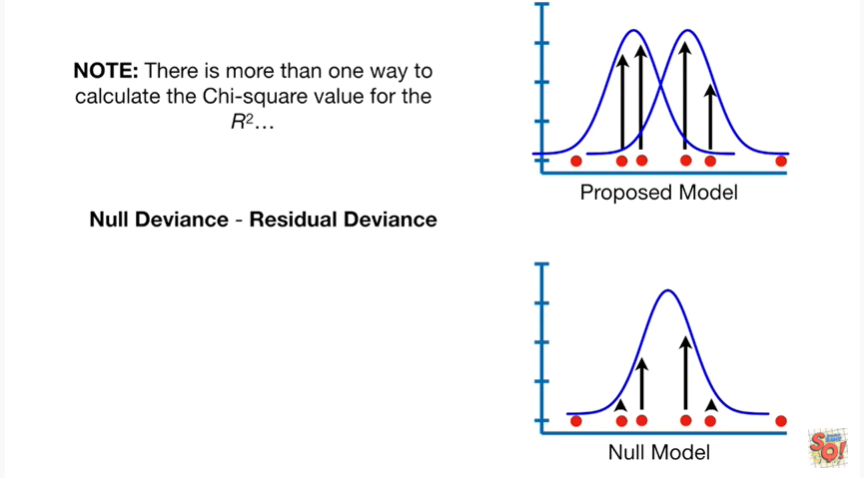 NOTE: There is more than one way to
calculate the Chi-square value for the
R²…
Null Deviance - Residual Deviance
Proposed Model
Null Model
SQ!